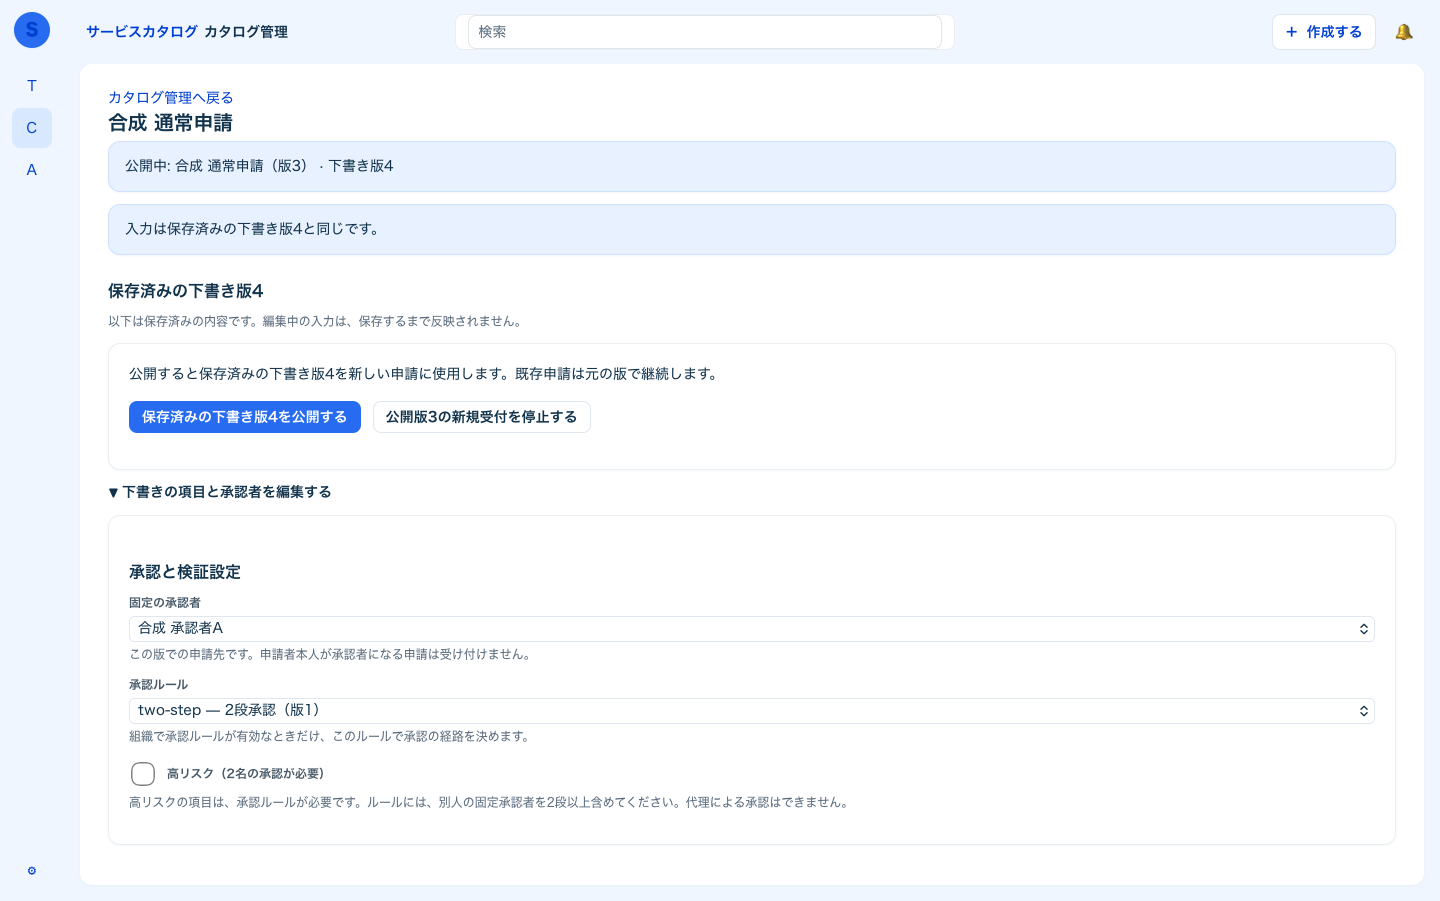 S
サービスカタログ カタログ管理
検索
+ 作成する
T
C
A
カタログ管理へ戻る
合成 通常申請
公開中: 合成 通常申請（版3） · 下書き版4
入力は保存済みの下書き版4と同じです。
保存済みの下書き版4
以下は保存済みの内容です。編集中の入力は、保存するまで反映されません。
公開すると保存済みの下書き版4を新しい申請に使用します。既存申請は元の版で継続します。
保存済みの下書き版4を公開する
公開版3の新規受付を停止する
▼下書きの項目と承認者を編集する
承認と検証設定
固定の承認者
合成 承認者A
この版での申請先です。申請者本人が承認者になる申請は受け付けません。
承認ルール
two-step — 2段承認（版1）
組織で承認ルールが有効なときだけ、このルールで承認の経路を決めます。
高リスク（2名の承認が必要）
高リスクの項目は、承認ルールが必要です。ルールには、別人の固定承認者を2段以上含めてください。代理による承認はできません。